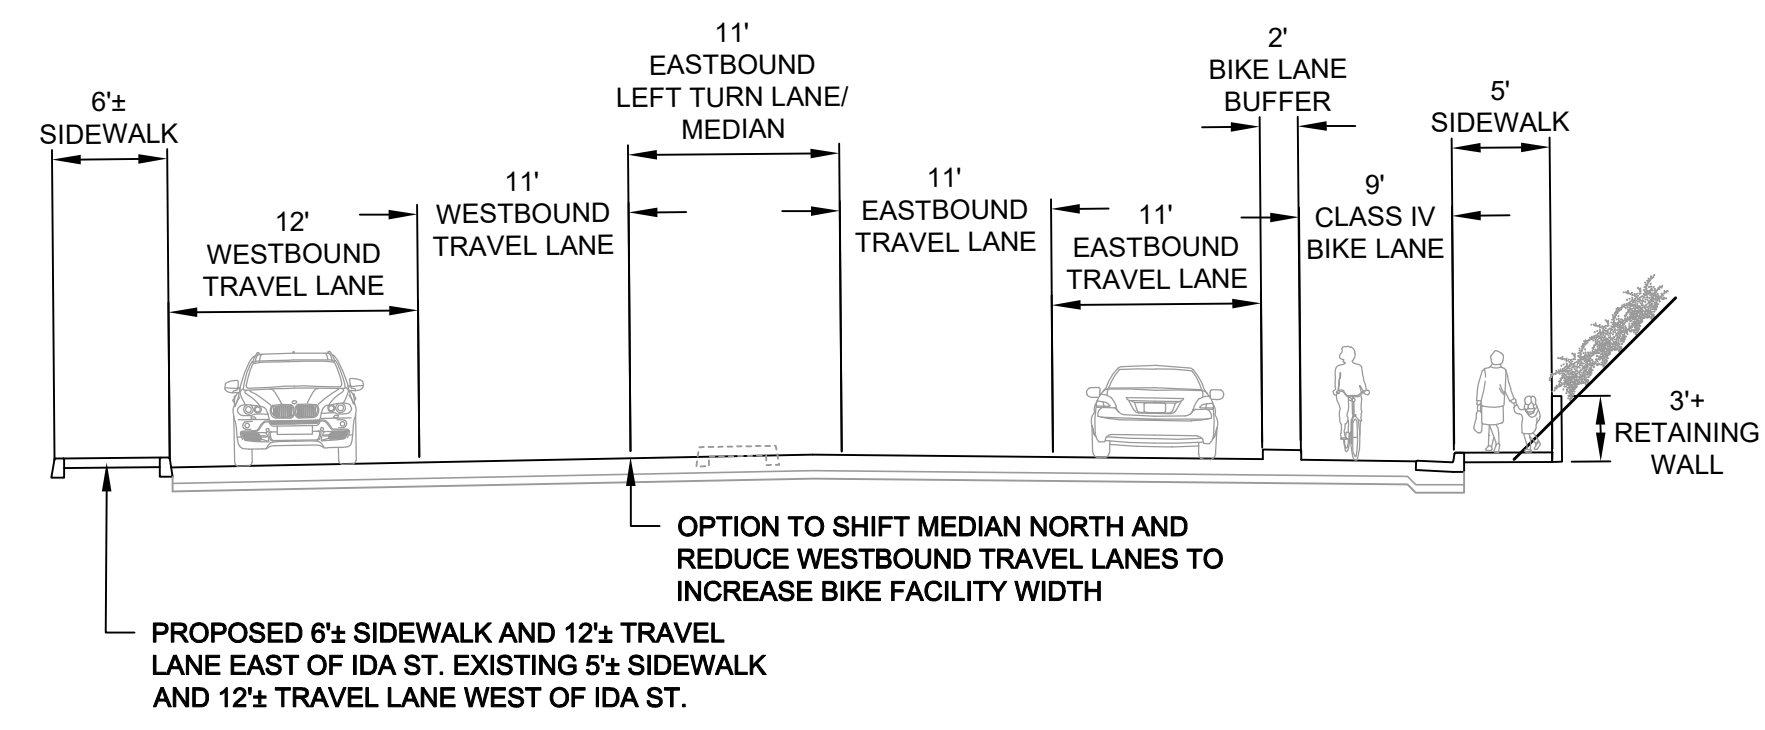 6'±
SIDEWALK
12'
WESTBOUND
TRAVEL LANE
11'
WESTBOUND
TRAVEL LANE
11'
EASTBOUND
LEFT TURN LANE/
MEDIAN
11'
EASTBOUND
TRAVEL LANE
11'
EASTBOUND
TRAVEL LANE
2'
BIKE LANE
BUFFER
9'
CLASS IV
BIKE LANE
5'
SIDEWALK
3'+
RETAINING
WALL
OPTION TO SHIFT MEDIAN NORTH AND
REDUCE WESTBOUND TRAVEL LANES TO
INCREASE BIKE FACILITY WIDTH
PROPOSED 6'± SIDEWALK AND 12'± TRAVEL
LANE EAST OF IDA ST. EXISTING 5'± SIDEWALK
AND 12'± TRAVEL LANE WEST OF IDA ST.